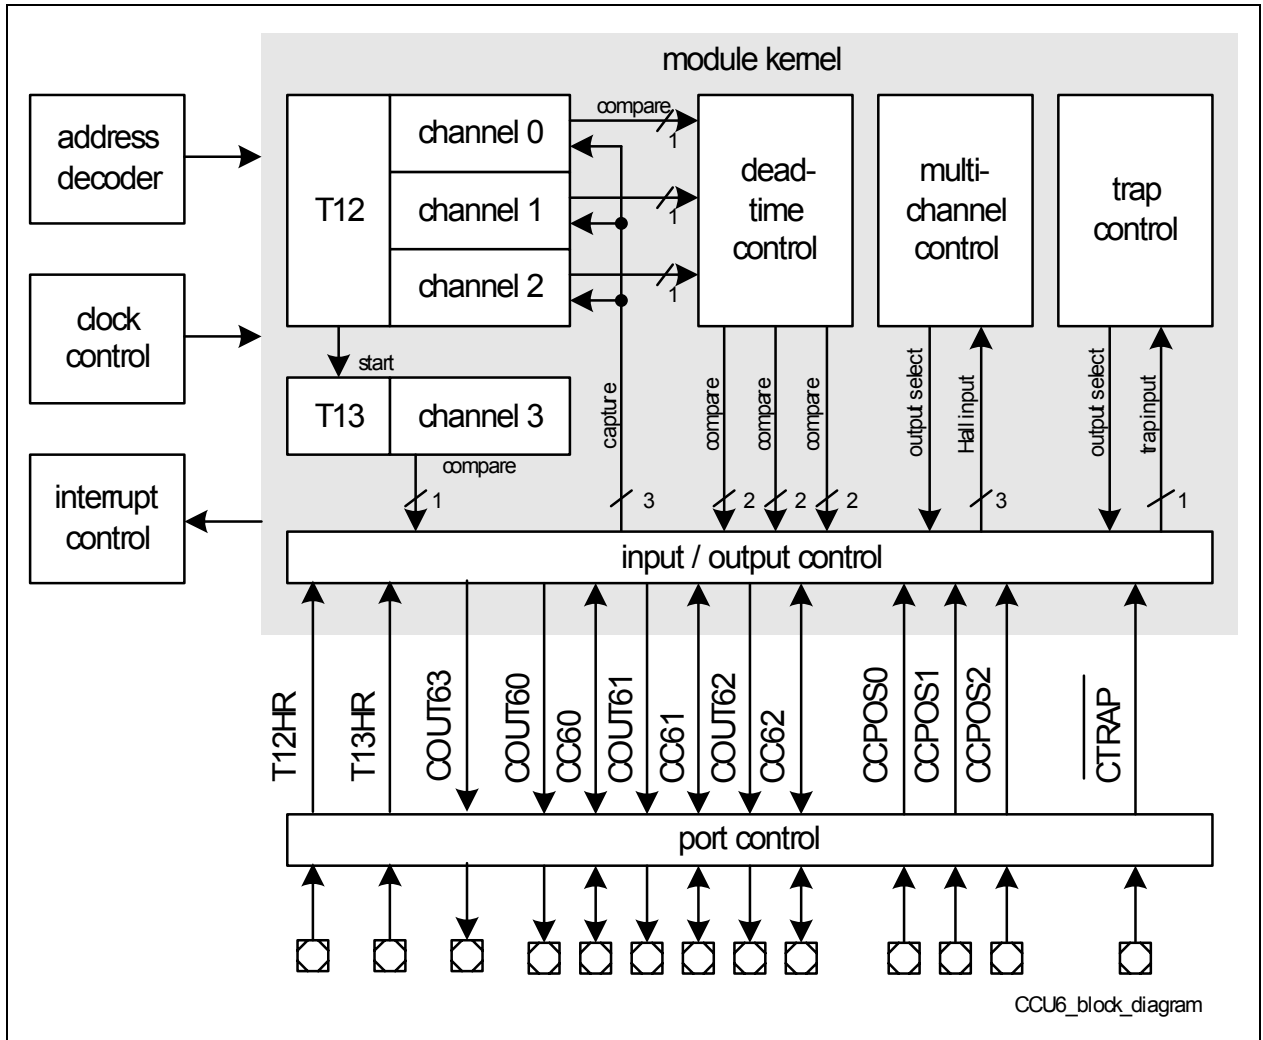 module kernel
address
decoder
clock
control
interrupt
control
T12
channel 0
channel 1
channel 2
compare
1
1
1
dead-
time
control
multi-
channel
control
trap
control
start
T13
channel 3
compare
1
capture
3
compare
2
compare
2
compare
2
output select
Hall input
3
output select
trap input
1
input / output control
T12HR
T13HR
COUT63
COUT60
CC60
COUT61
CC61
COUT62
CC62
CCPOS0
CCPOS1
CCPOS2
CTRAP
port control
CCU6_block_diagram